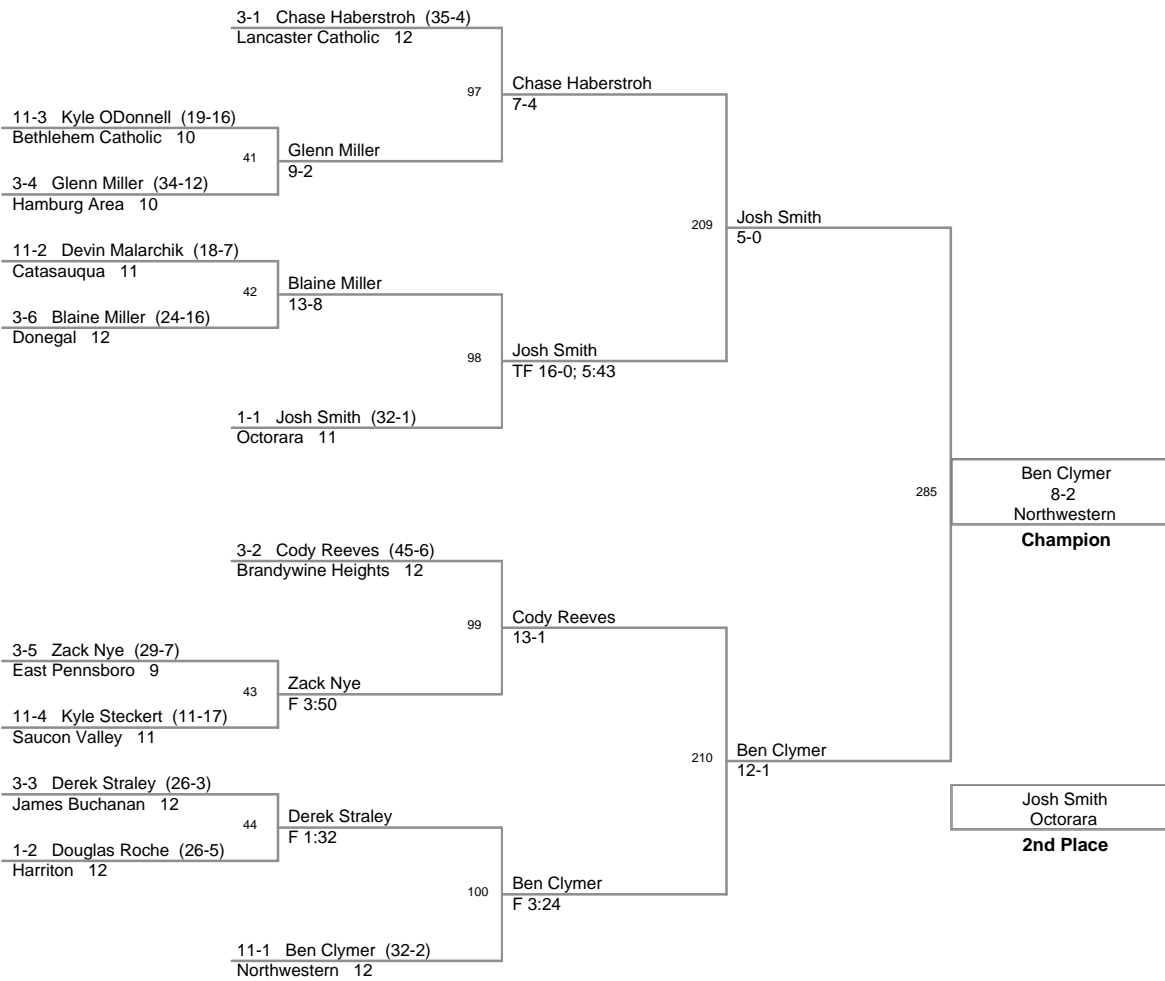 3-1 Chase Haberstroh (35-4)
Lancaster Catholic 12
97
Chase Haberstroh
7-4
11-3 Kyle ODonnell (19-16)
Bethlehem Catholic 10
41
Glenn Miller
9-2
3-4 Glenn Miller (34-12)
Hamburg Area 10
209
Josh Smith
5-0
11-2 Devin Malarchik (18-7)
Catasauqua 11
42
Blaine Miller
13-8
3-6 Blaine Miller (24-16)
Donegal 12
98
Josh Smith
TF 16-0; 5:43
1-1 Josh Smith (32-1)
Octorara 11
285
Ben Clymer
8-2
Northwestern
Champion
3-2 Cody Reeves (45-6)
Brandywine Heights 12
99
Cody Reeves
13-1
3-5 Zack Nye (29-7)
East Pennsboro 9
43
Zack Nye
F 3:50
11-4 Kyle Steckert (11-17)
Saucon Valley 11
210
Ben Clymer
12-1
3-3 Derek Straley (26-3)
James Buchanan 12
44
Derek Straley
F 1:32
1-2 Douglas Roche (26-5)
Harriton 12
Josh Smith
Octorara
2nd Place
100
Ben Clymer
F 3:24
11-1 Ben Clymer (32-2)
Northwestern 12